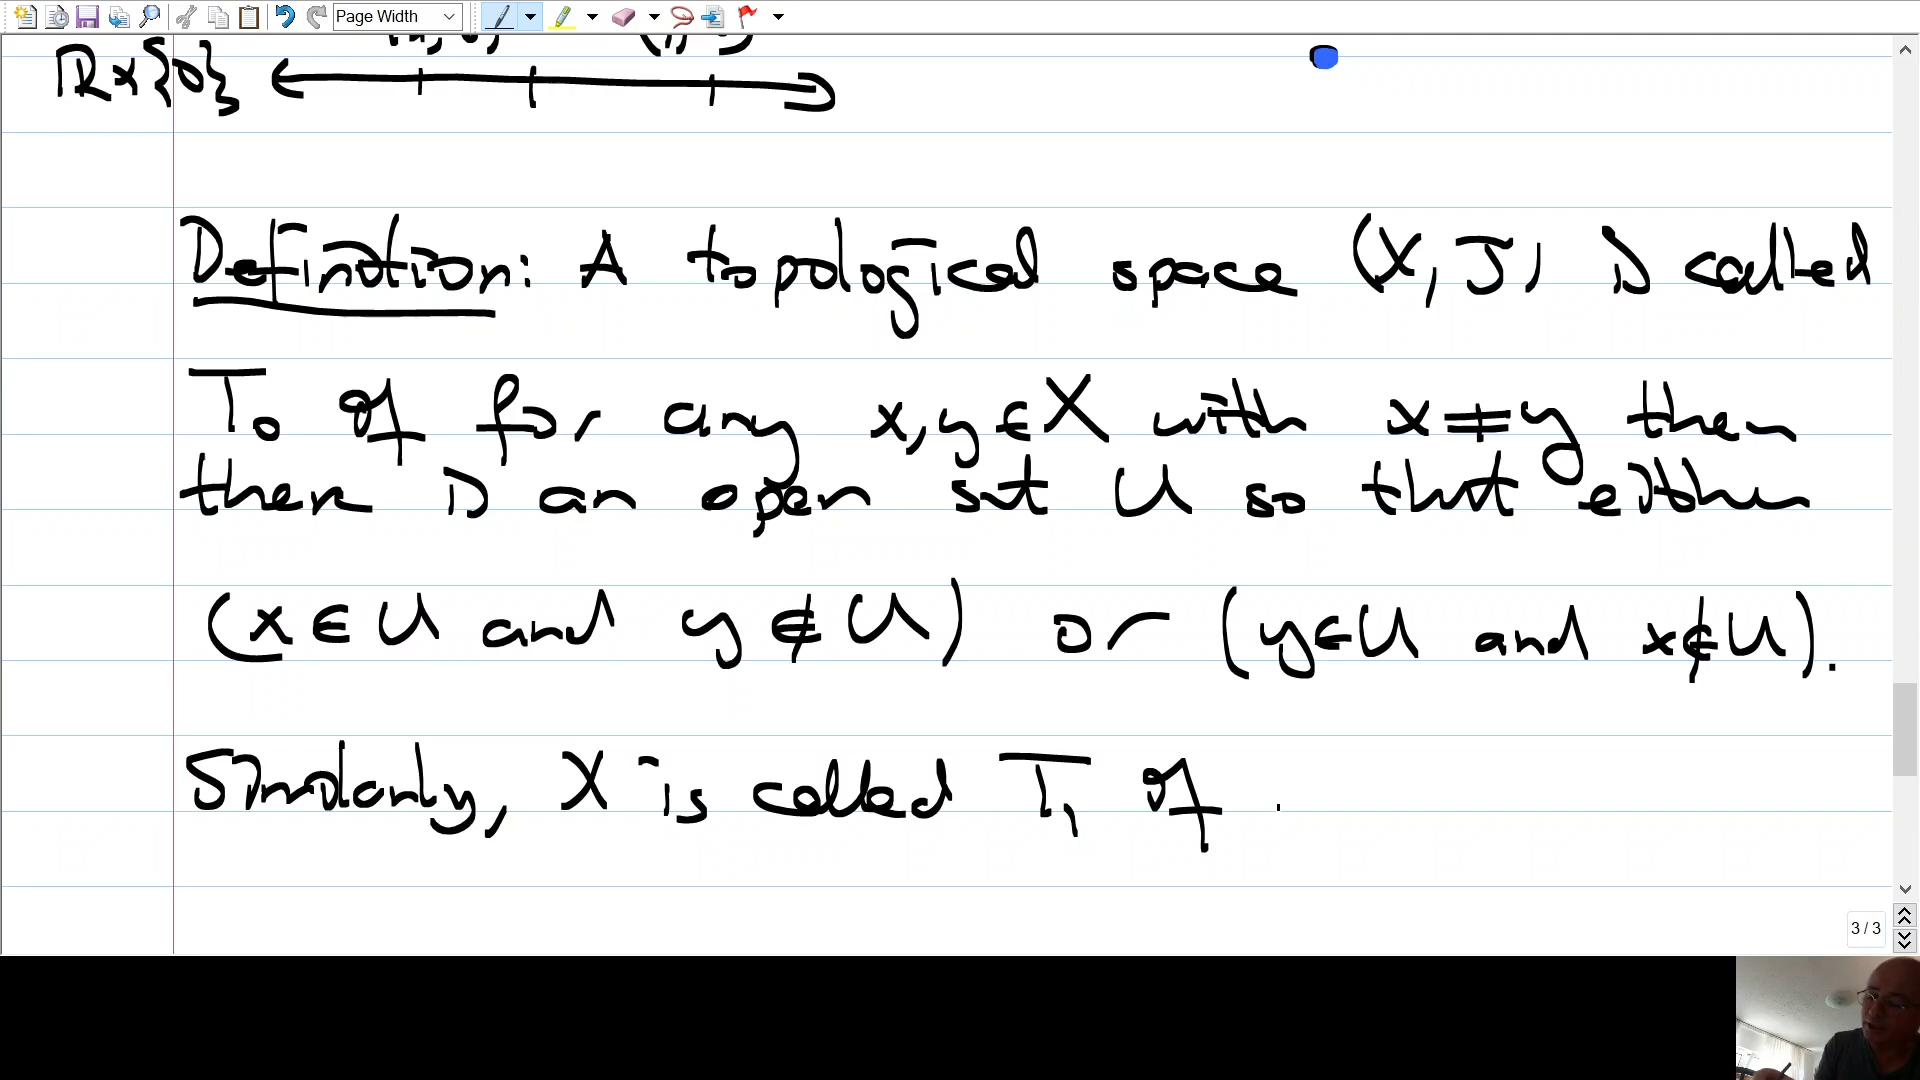 Page Width
ℝ×{0}
Definition: A topological space (X, J) is called
T₀ if for any x,y∈X with x≠y then
there is an open set U so that either
(x∈U and y∉U) or (y∈U and x∉U).
Similarly, X is called T₁ if
3 / 3